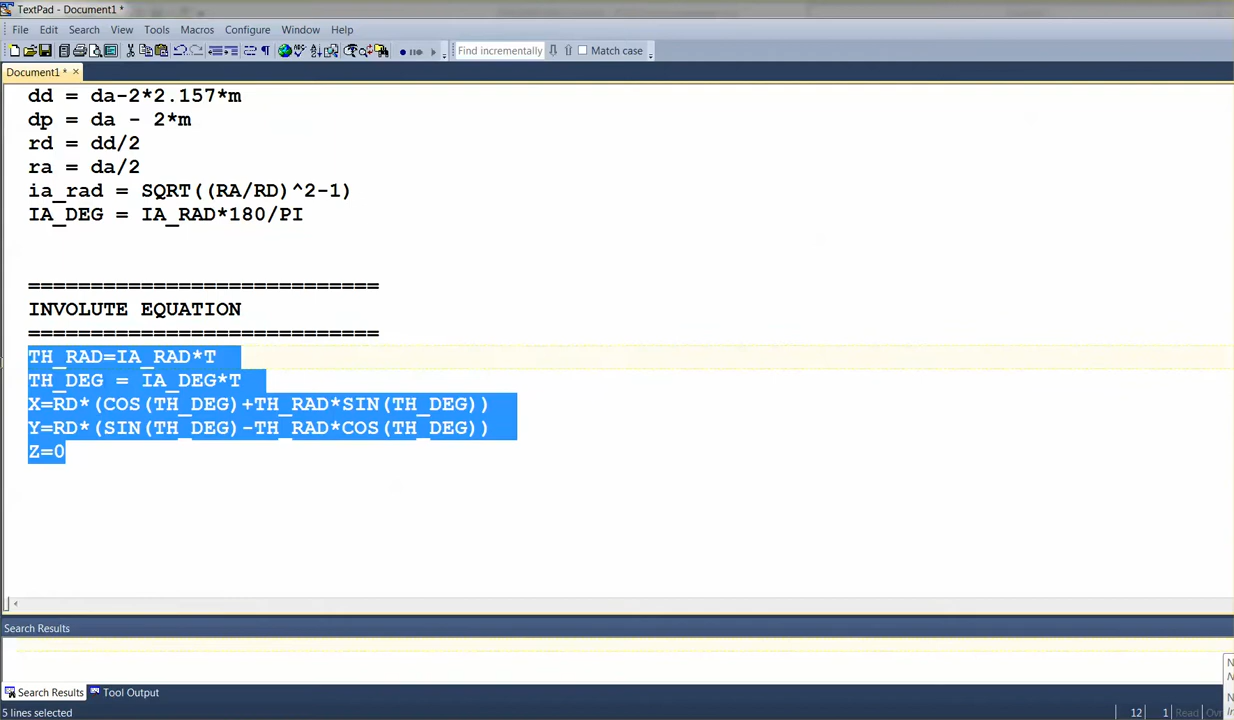 TextPad - Document1 *
File Edit Search View Tools Macros Configure Window Help
Find incrementally Match case
Document1 * ×
dd = da-2*2.157*m
dp = da - 2*m
rd = dd/2
ra = da/2
ia_rad = SQRT((RA/RD)^2-1)
IA_DEG = IA_RAD*180/PI
============================
INVOLUTE EQUATION
============================
TH_RAD=IA_RAD*T
TH_DEG = IA_DEG*T
X=RD*(COS(TH_DEG)+TH_RAD*SIN(TH_DEG))
Y=RD*(SIN(TH_DEG)-TH_RAD*COS(TH_DEG))
Z=0
Search Results
Search Results Tool Output
5 lines selected 12 1 Read